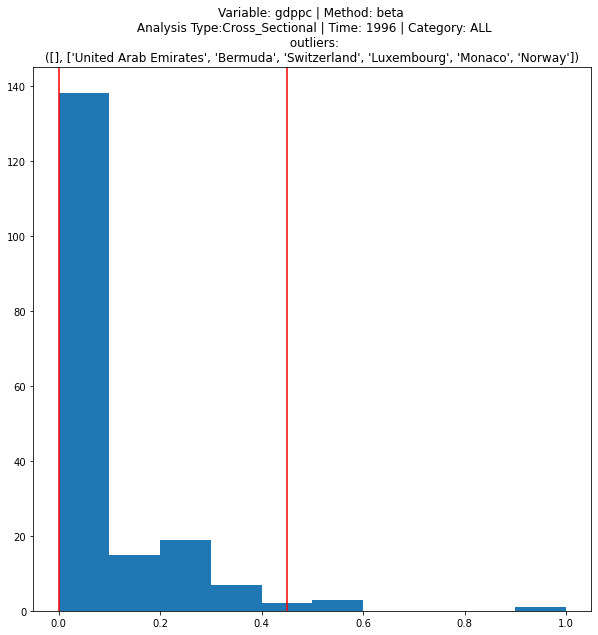 Variable: gdppc | Method: beta
Analysis Type:Cross_Sectional | Time: 1996 | Category: ALL
outliers:
([], ['United Arab Emirates', 'Bermuda', 'Switzerland', 'Luxembourg', 'Monaco', 'Norway'])
140
120
100
80
60
40
20
0
0.0 0.2 0.4 0.6 0.8 1.0